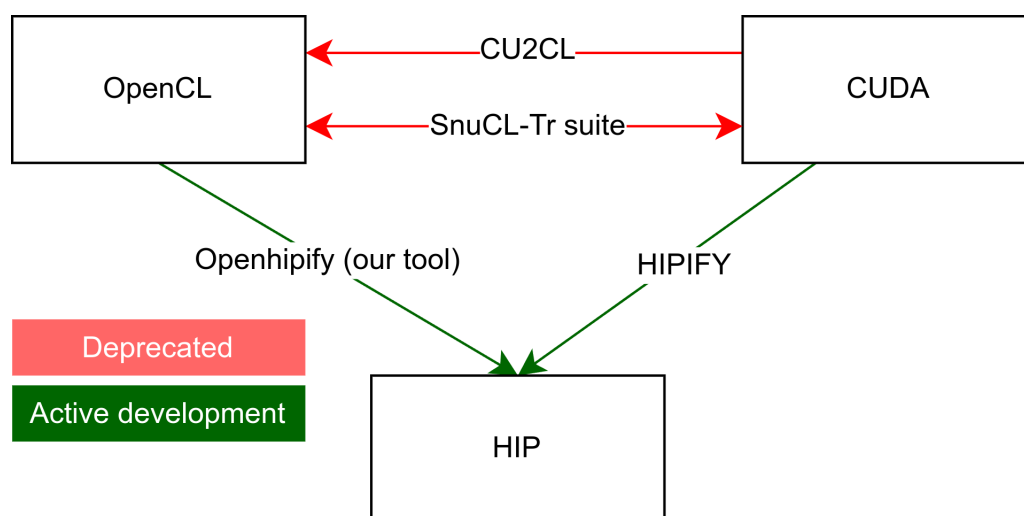 CU2CL
OpenCL
CUDA
SnuCL-Tr suite
Openhipify (our tool)
HIPIFY
Deprecated
Active development
HIP